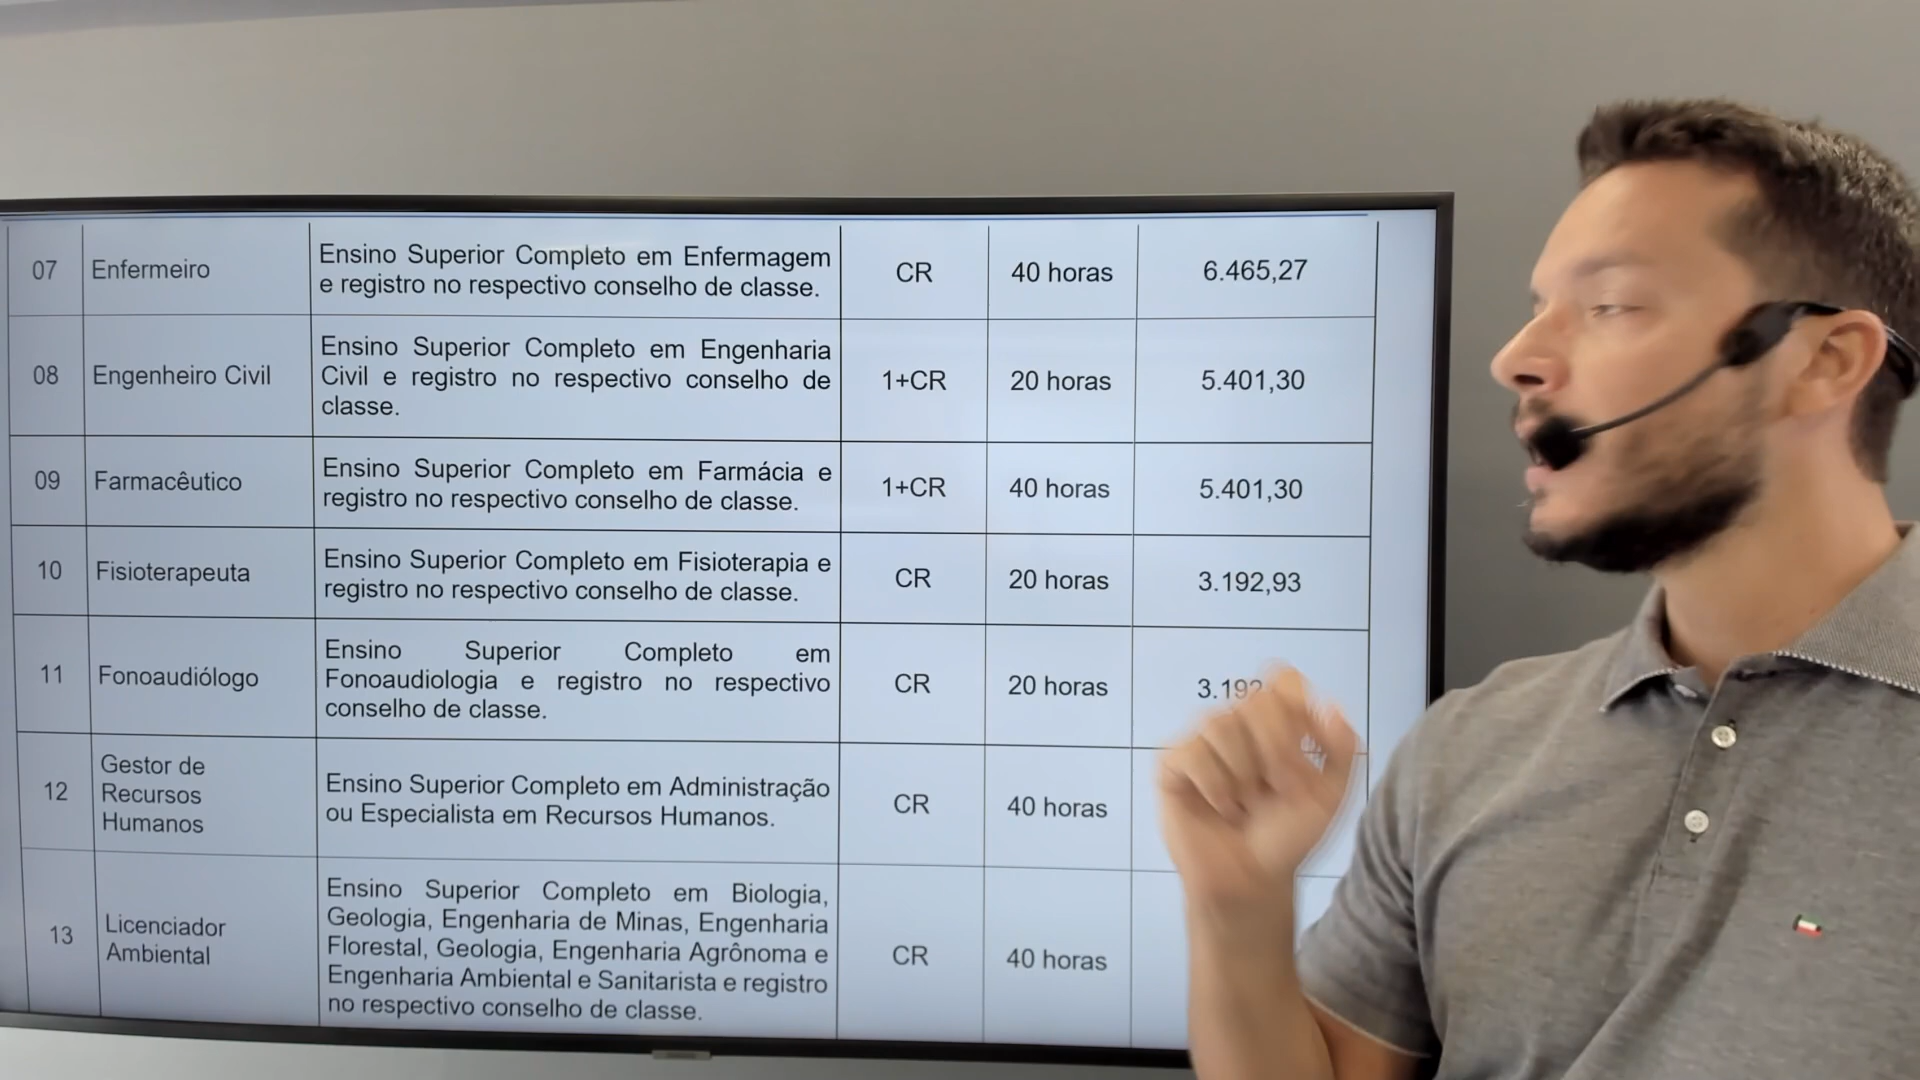 07 Enfermeiro Ensino Superior Completo em Enfermagem
e registro no respectivo conselho de classe. CR 40 horas 6.465,27
08 Engenheiro Civil Ensino Superior Completo em Engenharia
Civil e registro no respectivo conselho de
classe. 1+CR 20 horas 5.401,30
09 Farmacêutico Ensino Superior Completo em Farmácia e
registro no respectivo conselho de classe. 1+CR 40 horas 5.401,30
10 Fisioterapeuta Ensino Superior Completo em Fisioterapia e
registro no respectivo conselho de classe. CR 20 horas 3.192,93
11 Fonoaudiólogo Ensino Superior Completo em
Fonoaudiologia e registro no respectivo
conselho de classe. CR 20 horas
12 Gestor de
Recursos
Humanos Ensino Superior Completo em Administração
ou Especialista em Recursos Humanos. CR 40 horas
13 Licenciador
Ambiental Ensino Superior Completo em Biologia,
Geologia, Engenharia de Minas, Engenharia
Florestal, Geologia, Engenharia Agrônoma e
Engenharia Ambiental e Sanitarista e registro
no respectivo conselho de classe. CR 40 horas